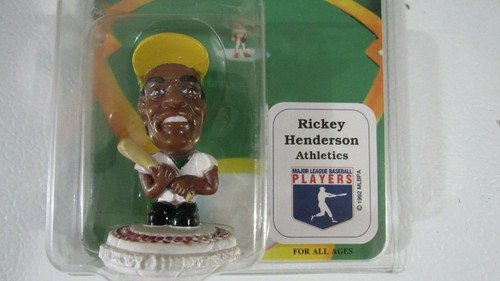 Rickey
Henderson
Athletics
MAJOR LEAGUE BASEBALL
PLAYERS
© 1992 MLBPA
FOR ALL AGES